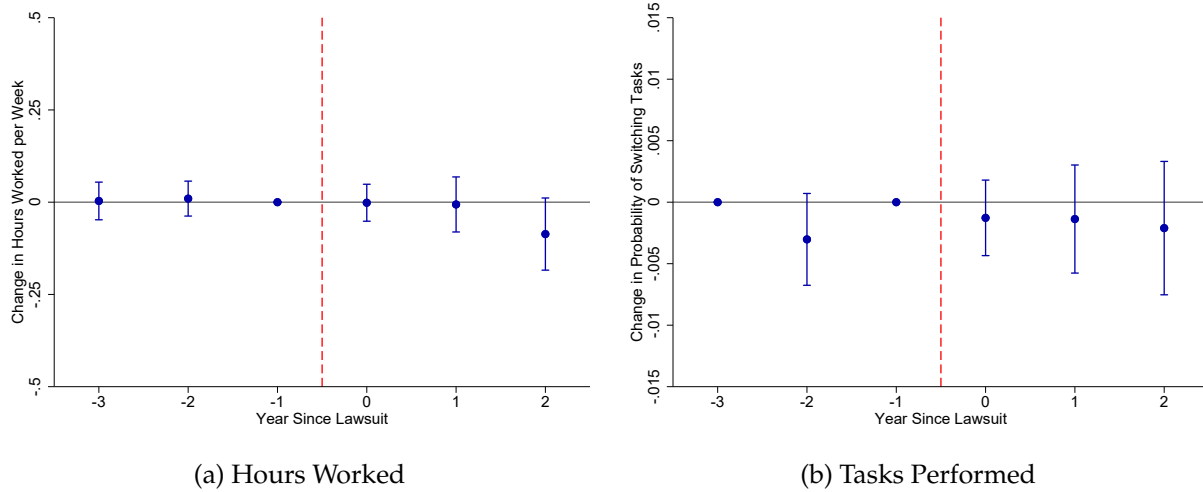 Change in Hours Worked per Week
.5
.25
0
-.25
-.5
-3 -2 -1 0 1 2
Year Since Lawsuit
(a) Hours Worked
Change in Probability of Switching Tasks
.015
.01
.005
0
-.005
-.01
-.015
-3 -2 -1 0 1 2
Year Since Lawsuit
(b) Tasks Performed